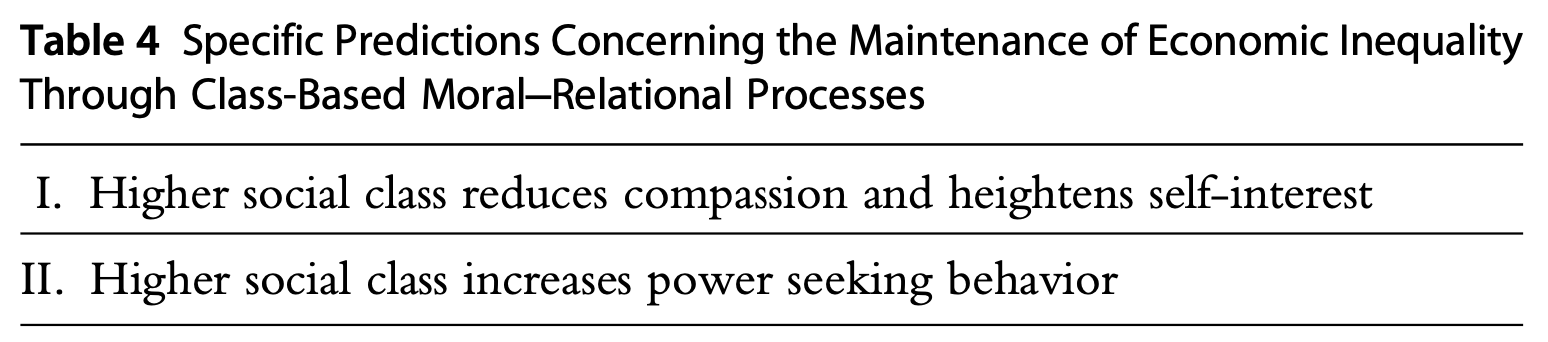 Table 4 Specific Predictions Concerning the Maintenance of Economic Inequality
Through Class-Based Moral–Relational Processes
I. Higher social class reduces compassion and heightens self-interest
II. Higher social class increases power seeking behavior